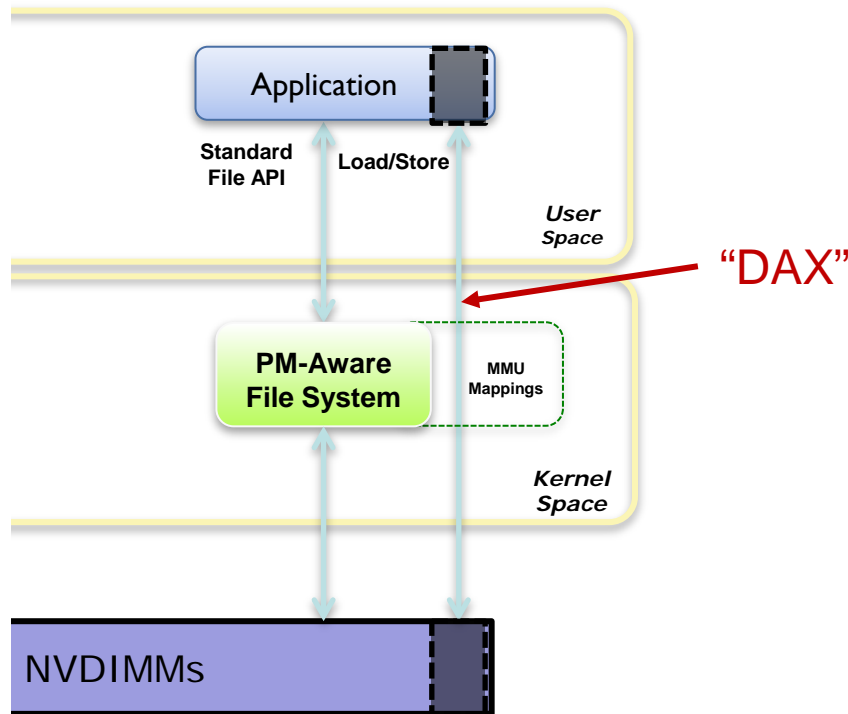 Application
Standard
File API
Load/Store
User
Space
“DAX”
PM-Aware
File System
MMU
Mappings
Kernel
Space
NVDIMMs